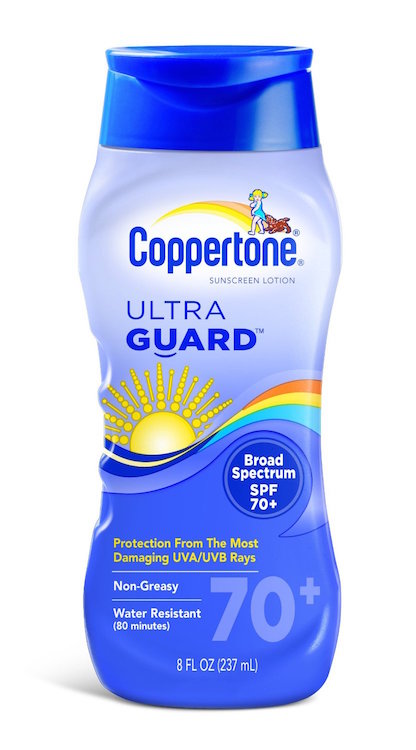 Coppertone®
SUNSCREEN LOTION
ULTRA
GUARD™
Broad
Spectrum
SPF
70+
Protection From The Most
Damaging UVA/UVB Rays
Non-Greasy
Water Resistant
(80 minutes)
70+
8 FL OZ (237 mL)